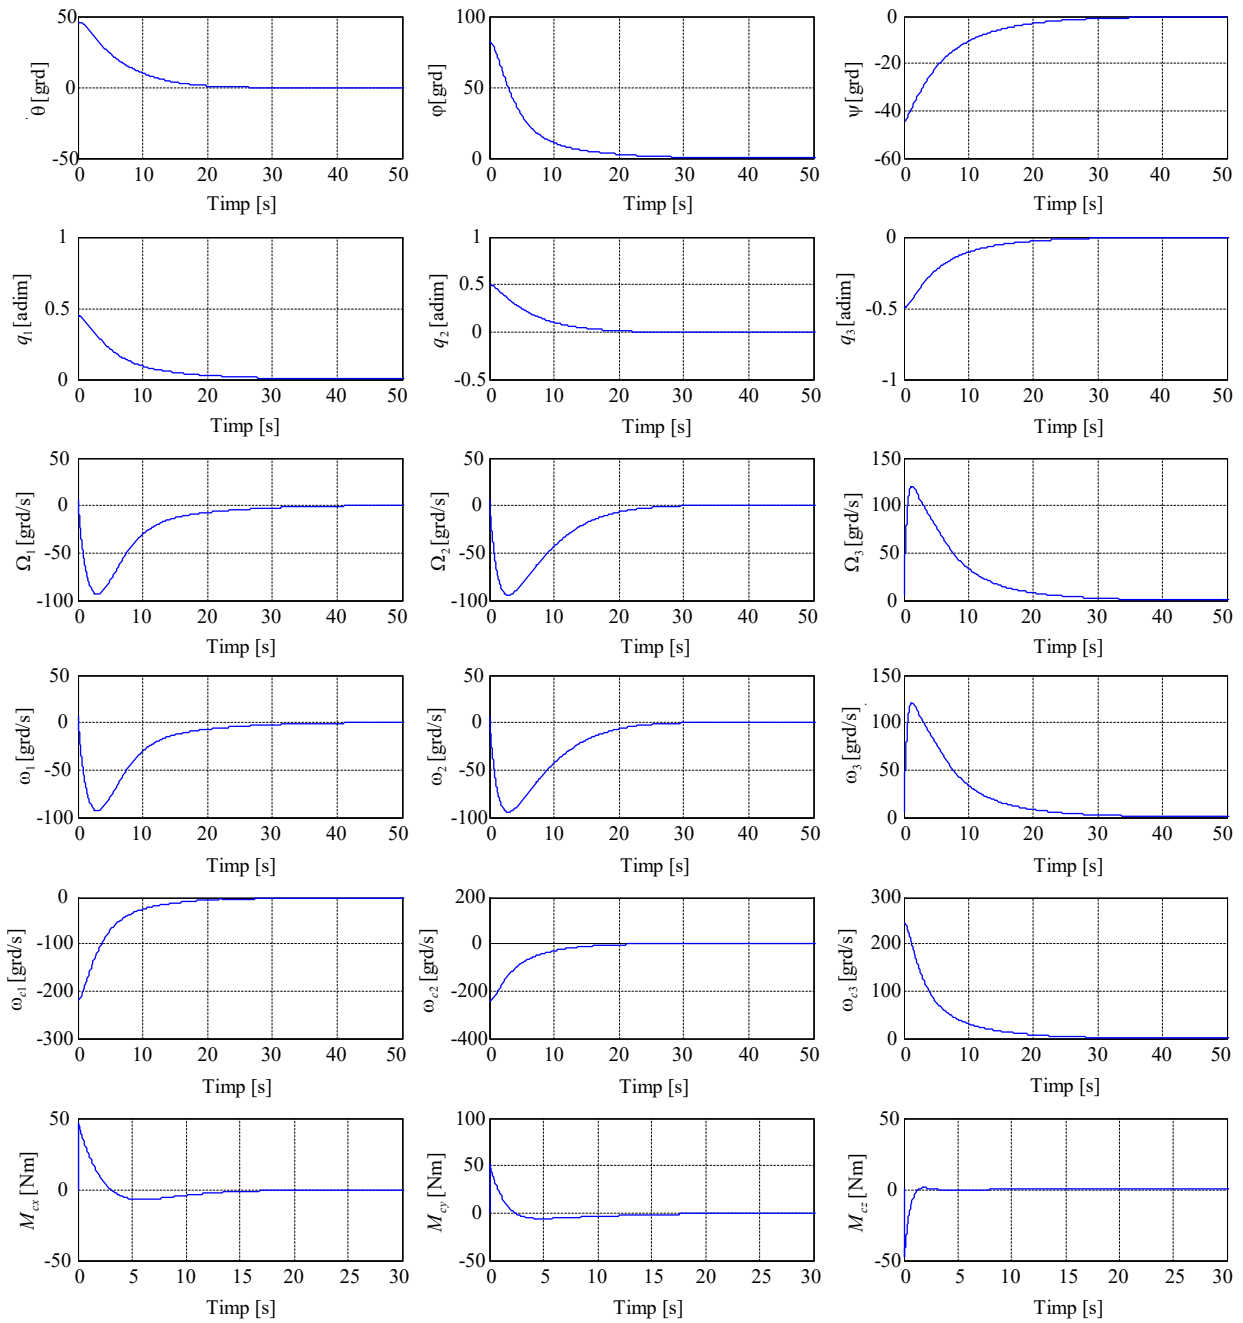 50
0
-50
θ [grd]
0 10 20 30 40 50
Timp [s]
100
50
0
φ[grd]
0 10 20 30 40 50
Timp [s]
0
-20
-40
-60
ψ [grd]
0 10 20 30 40 50
Timp [s]
1
0.5
0
q1 [adim]
0 10 20 30 40 50
Timp [s]
1
0.5
0
-0.5
q2 [adim]
0 10 20 30 40 50
Timp [s]
0
-0.5
-1
q3 [adim]
0 10 20 30 40 50
Timp [s]
50
0
-50
-100
Ω1 [grd/s]
0 10 20 30 40 50
Timp [s]
50
0
-50
-100
Ω2 [grd/s]
0 10 20 30 40 50
Timp [s]
150
100
50
0
Ω3 [grd/s]
0 10 20 30 40 50
Timp [s]
50
0
-50
-100
ω1 [grd/s]
0 10 20 30 40 50
Timp [s]
50
0
-50
-100
ω2 [grd/s]
0 10 20 30 40 50
Timp [s]
150
100
50
0
ω3 [grd/s]
0 10 20 30 40 50
Timp [s]
0
-100
-200
-300
ωc1 [grd/s]
0 10 20 30 40 50
Timp [s]
200
0
-200
-400
ωc2 [grd/s]
0 10 20 30 40 50
Timp [s]
300
200
100
0
ωc3 [grd/s]
0 10 20 30 40 50
Timp [s]
50
0
-50
Mcx [Nm]
0 5 10 15 20 25 30
Timp [s]
100
50
0
-50
Mcy [Nm]
0 5 10 15 20 25 30
Timp [s]
50
0
-50
Mcz [Nm]
0 5 10 15 20 25 30
Timp [s]